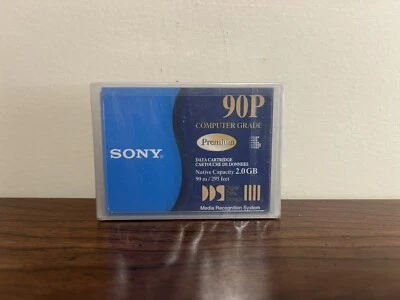 90P
COMPUTER GRADE
Premium
SONY
DATA CARTRIDGE
CARTOUCHE DE DONNÉES
Native Capacity 2.0 GB
90 m / 295 feet
DDS
Media Recognition System